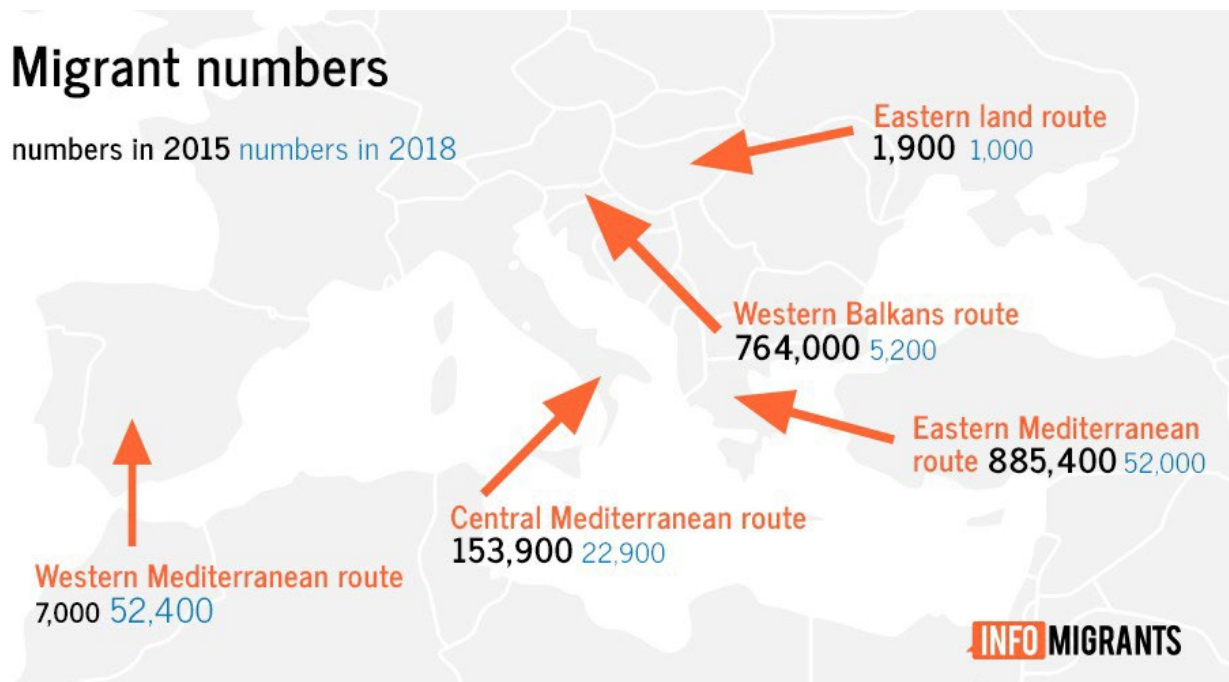 Migrant numbers
numbers in 2015 numbers in 2018
Eastern land route
1,900 1,000
Western Balkans route
764,000 5,200
Eastern Mediterranean
route 885,400 52,000
Central Mediterranean route
153,900 22,900
Western Mediterranean route
7,000 52,400
INFO MIGRANTS